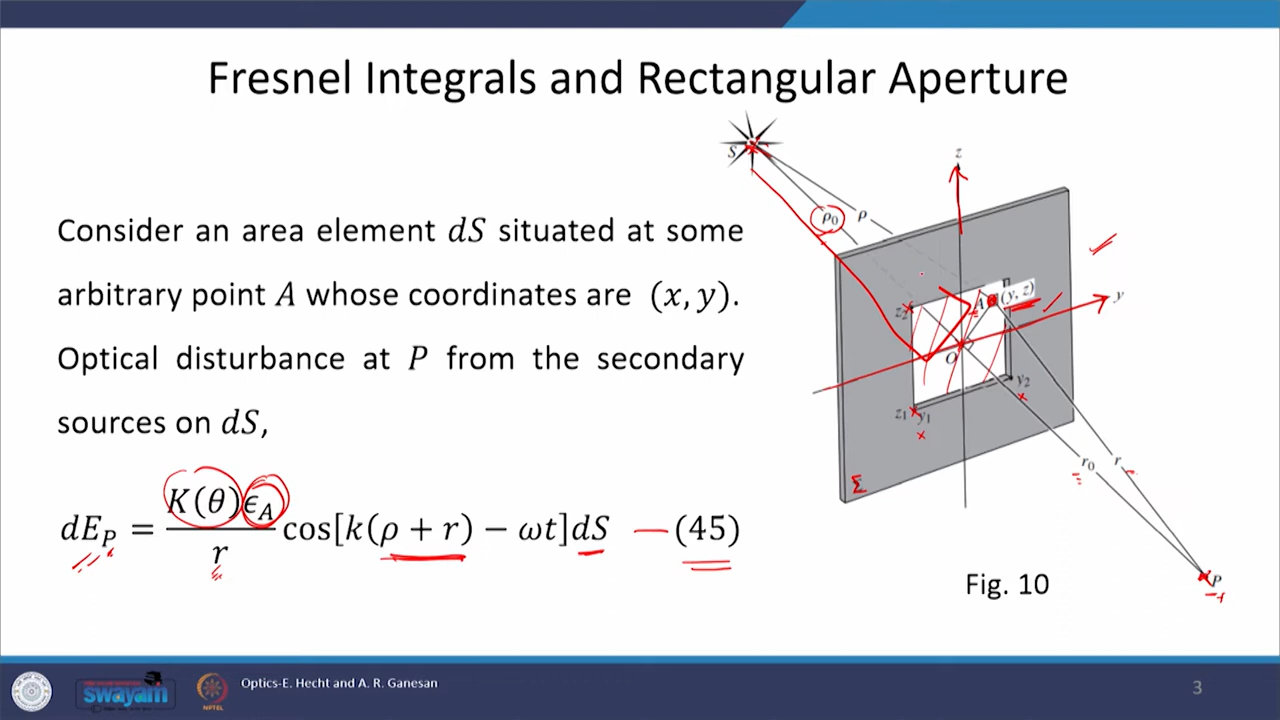 Fresnel Integrals and Rectangular Aperture
Consider an area element dS situated at some
arbitrary point A whose coordinates are (x, y).
Optical disturbance at P from the secondary
sources on dS,
dE_P = K(θ)ϵ_A / r cos[k(ρ + r) − ωt]dS — (45)
S
ρ₀
ρ
z
z₂
A
(y, z)
y
O
y₂
z₁
y₁
Σ
r₀
r
P
Fig. 10
swayam
NPTEL
Optics-E. Hecht and A. R. Ganesan
3